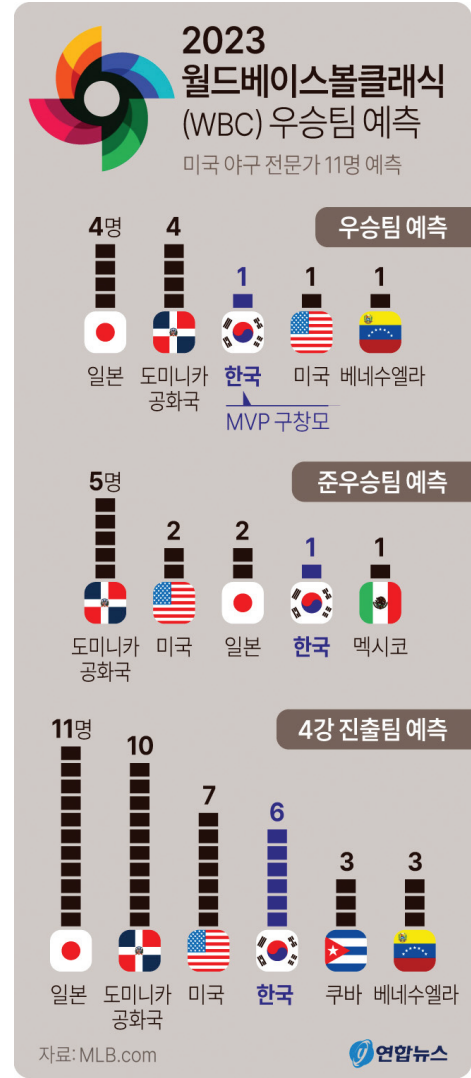 2023
월드베이스볼클래식
(WBC) 우승팀 예측
미국 야구 전문가 11명 예측
우승팀 예측
4명 4 1 1 1
일본 도미니카 한국 미국 베네수엘라
공화국
MVP 구창모
준우승팀 예측
5명 2 2 1 1
도미니카 미국 일본 한국 멕시코
공화국
4강 진출팀 예측
11명 10 7 6 3 3
일본 도미니카 미국 한국 쿠바 베네수엘라
공화국
자료: MLB.com
연합뉴스